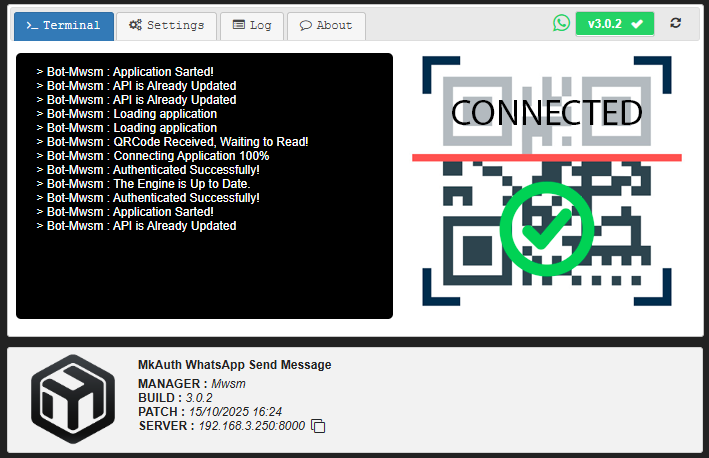 >_ Terminal
Settings
Log
About
v3.0.2
> Bot-Mwsm : Application Sarted!
> Bot-Mwsm : API is Already Updated
> Bot-Mwsm : API is Already Updated
> Bot-Mwsm : Loading application
> Bot-Mwsm : Loading application
> Bot-Mwsm : QRCode Received, Waiting to Read!
> Bot-Mwsm : Connecting Application 100%
> Bot-Mwsm : Authenticated Successfully!
> Bot-Mwsm : The Engine is Up to Date.
> Bot-Mwsm : Authenticated Successfully!
> Bot-Mwsm : Application Sarted!
> Bot-Mwsm : API is Already Updated
CONNECTED
MkAuth WhatsApp Send Message
MANAGER : Mwsm
BUILD : 3.0.2
PATCH : 15/10/2025 16:24
SERVER : 192.168.3.250:8000